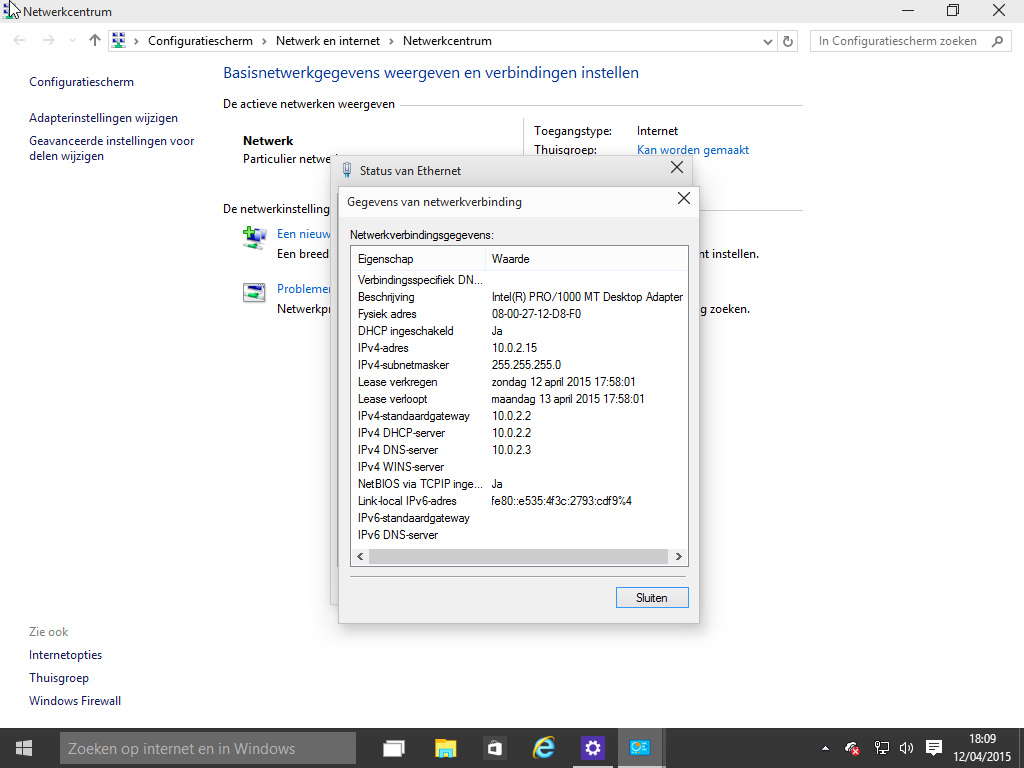 Netwerkcentrum
Configuratiescherm
Netwerk en internet
Netwerkcentrum
In Configuratiescherm zoeken
Configuratiescherm
Adapterinstellingen wijzigen
Geavanceerde instellingen voor
delen wijzigen
Basisnetwerkgegevens weergeven en verbindingen instellen
De actieve netwerken weergeven
Netwerk
Particulier netwe
Toegangstype: Internet
Thuisgroep: Kan worden gemaakt
De netwerkinstelling
Een nieuw
Een breed
nt instellen.
Probleme
Netwerkpr
g zoeken.
Status van Ethernet
Gegevens van netwerkverbinding
Netwerkverbindingsgegevens:
Eigenschap Waarde
Verbindingsspecifiek DN...
Beschrijving Intel(R) PRO/1000 MT Desktop Adapter
Fysiek adres 08-00-27-12-D8-F0
DHCP ingeschakeld Ja
IPv4-adres 10.0.2.15
IPv4-subnetmasker 255.255.255.0
Lease verkregen zondag 12 april 2015 17:58:01
Lease verloopt maandag 13 april 2015 17:58:01
IPv4-standaardgateway 10.0.2.2
IPv4 DHCP-server 10.0.2.2
IPv4 DNS-server 10.0.2.3
IPv4 WINS-server
NetBIOS via TCPIP inge... Ja
Link-local IPv6-adres fe80::e535:4f3c:2793:cdf9%4
IPv6-standaardgateway
IPv6 DNS-server
Sluiten
Zie ook
Internetopties
Thuisgroep
Windows Firewall
Zoeken op internet en in Windows
18:09
12/04/2015